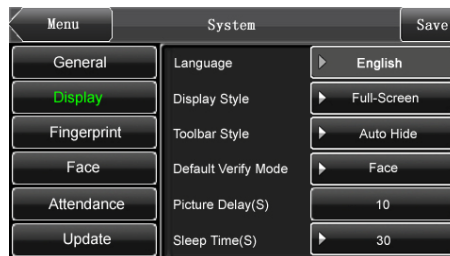 Menu System Save
General Language English
Display Display Style Full-Screen
Fingerprint Toolbar Style Auto Hide
Face Default Verify Mode Face
Attendance Picture Delay(S) 10
Update Sleep Time(S) 30